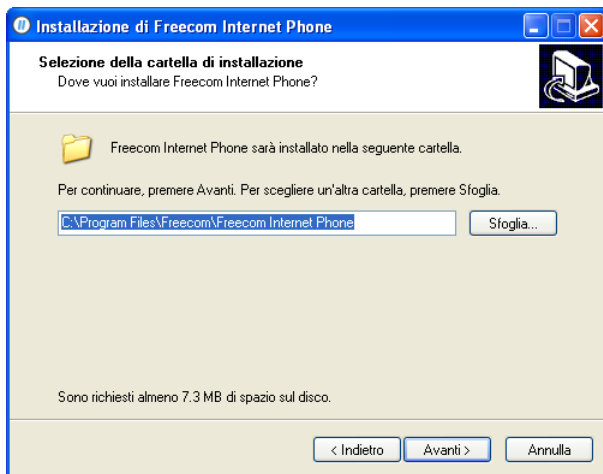 Installazione di Freecom Internet Phone
Selezione della cartella di installazione
Dove vuoi installare Freecom Internet Phone?
Freecom Internet Phone sarà installato nella seguente cartella.
Per continuare, premere Avanti. Per scegliere un'altra cartella, premere Sfoglia.
C:\Program Files\Freecom\Freecom Internet Phone
Sfoglia...
Sono richiesti almeno 7.3 MB di spazio sul disco.
< Indietro
Avanti >
Annulla